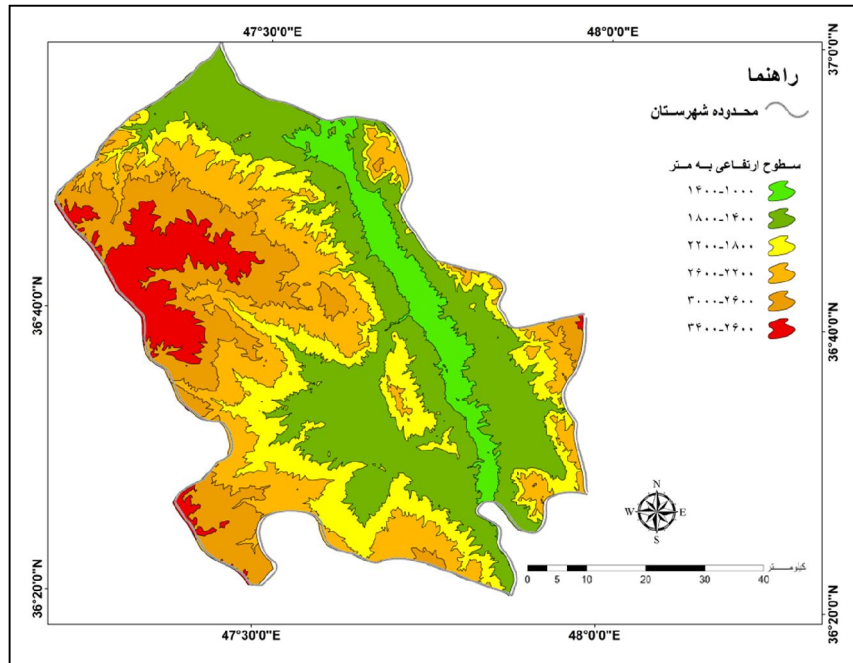 47°30'0"E
48°0'0"E
37°0'0"N
راهنما
محدوده شهرستان
سطوح ارتفاعی به متر
۱۴۰۰-۱۰۰۰
۱۸۰۰-۱۴۰۰
۲۲۰۰-۱۸۰۰
۲۶۰۰-۲۲۰۰
۳۰۰۰-۲۶۰۰
۳۴۰۰-۲۶۰۰
36°40'0"N
36°40'0"N
N
W E
S
کیلومتر
0 5 10 20 30 40
36°20'0"N
36°20'0"N
47°30'0"E
48°0'0"E